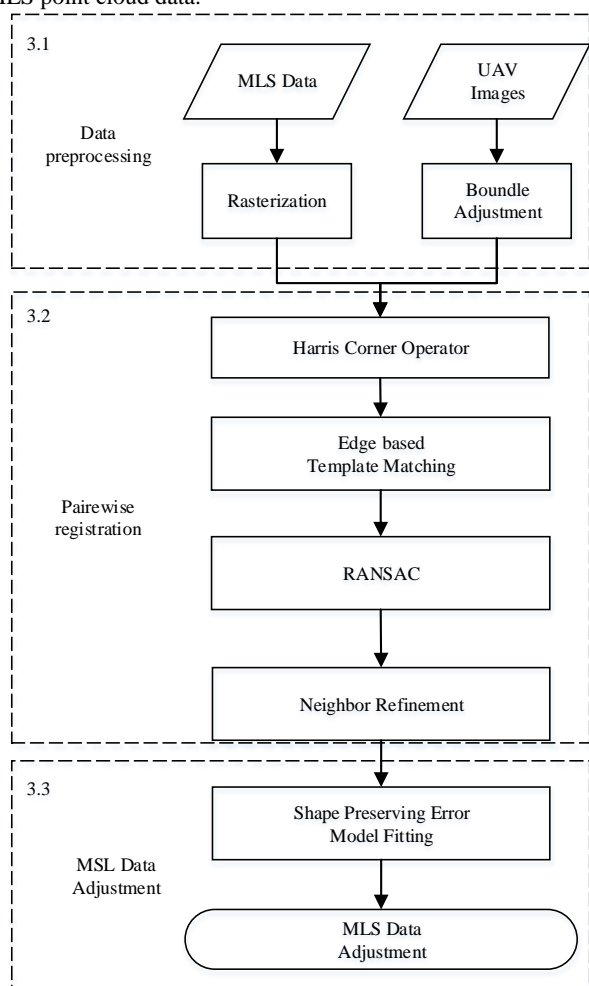 MLS point cloud data.
3.1
MLS Data
UAV
Images
Data
preprocessing
Rasterization
Boundle
Adjustment
3.2
Harris Corner Operator
Edge based
Template Matching
Pairewise
registration
RANSAC
Neighbor Refinement
3.3
Shape Preserving Error
Model Fitting
MSL Data
Adjustment
MLS Data
Adjustment